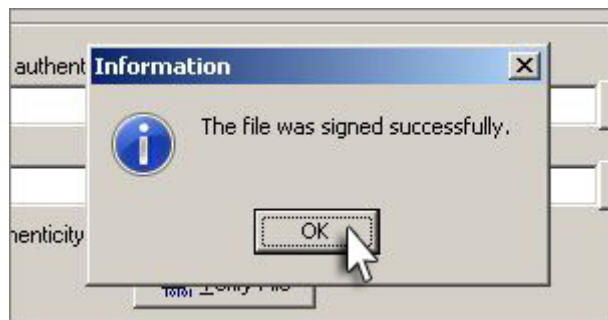 authent
Information
The file was signed successfully.
OK
henticity